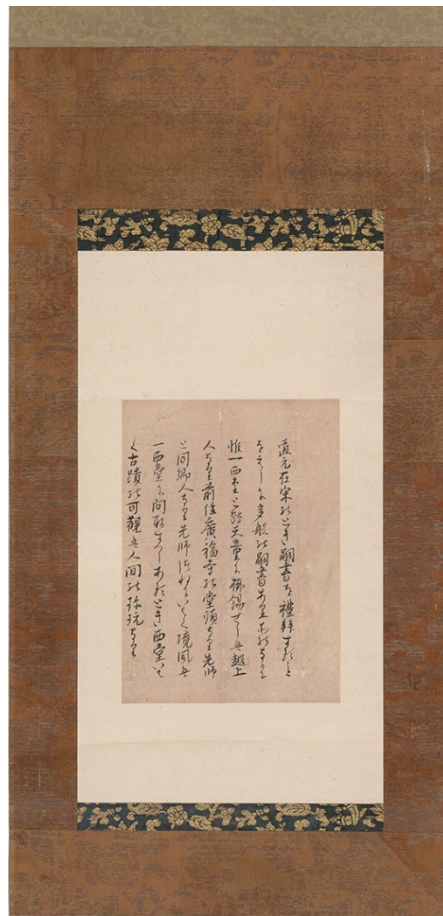 道元在宋のとき嗣書を禮拜すること
をえしに多般の嗣書ありそのなかに
惟一西堂とて天童に掛錫せしは越上
人なり前住廣福寺の堂頭なり先師
と同郷人なり先師つねにいはく境風は
一西堂に問取すへしあるとき西堂いは
く古蹟の可觀は人間の珍玩なり